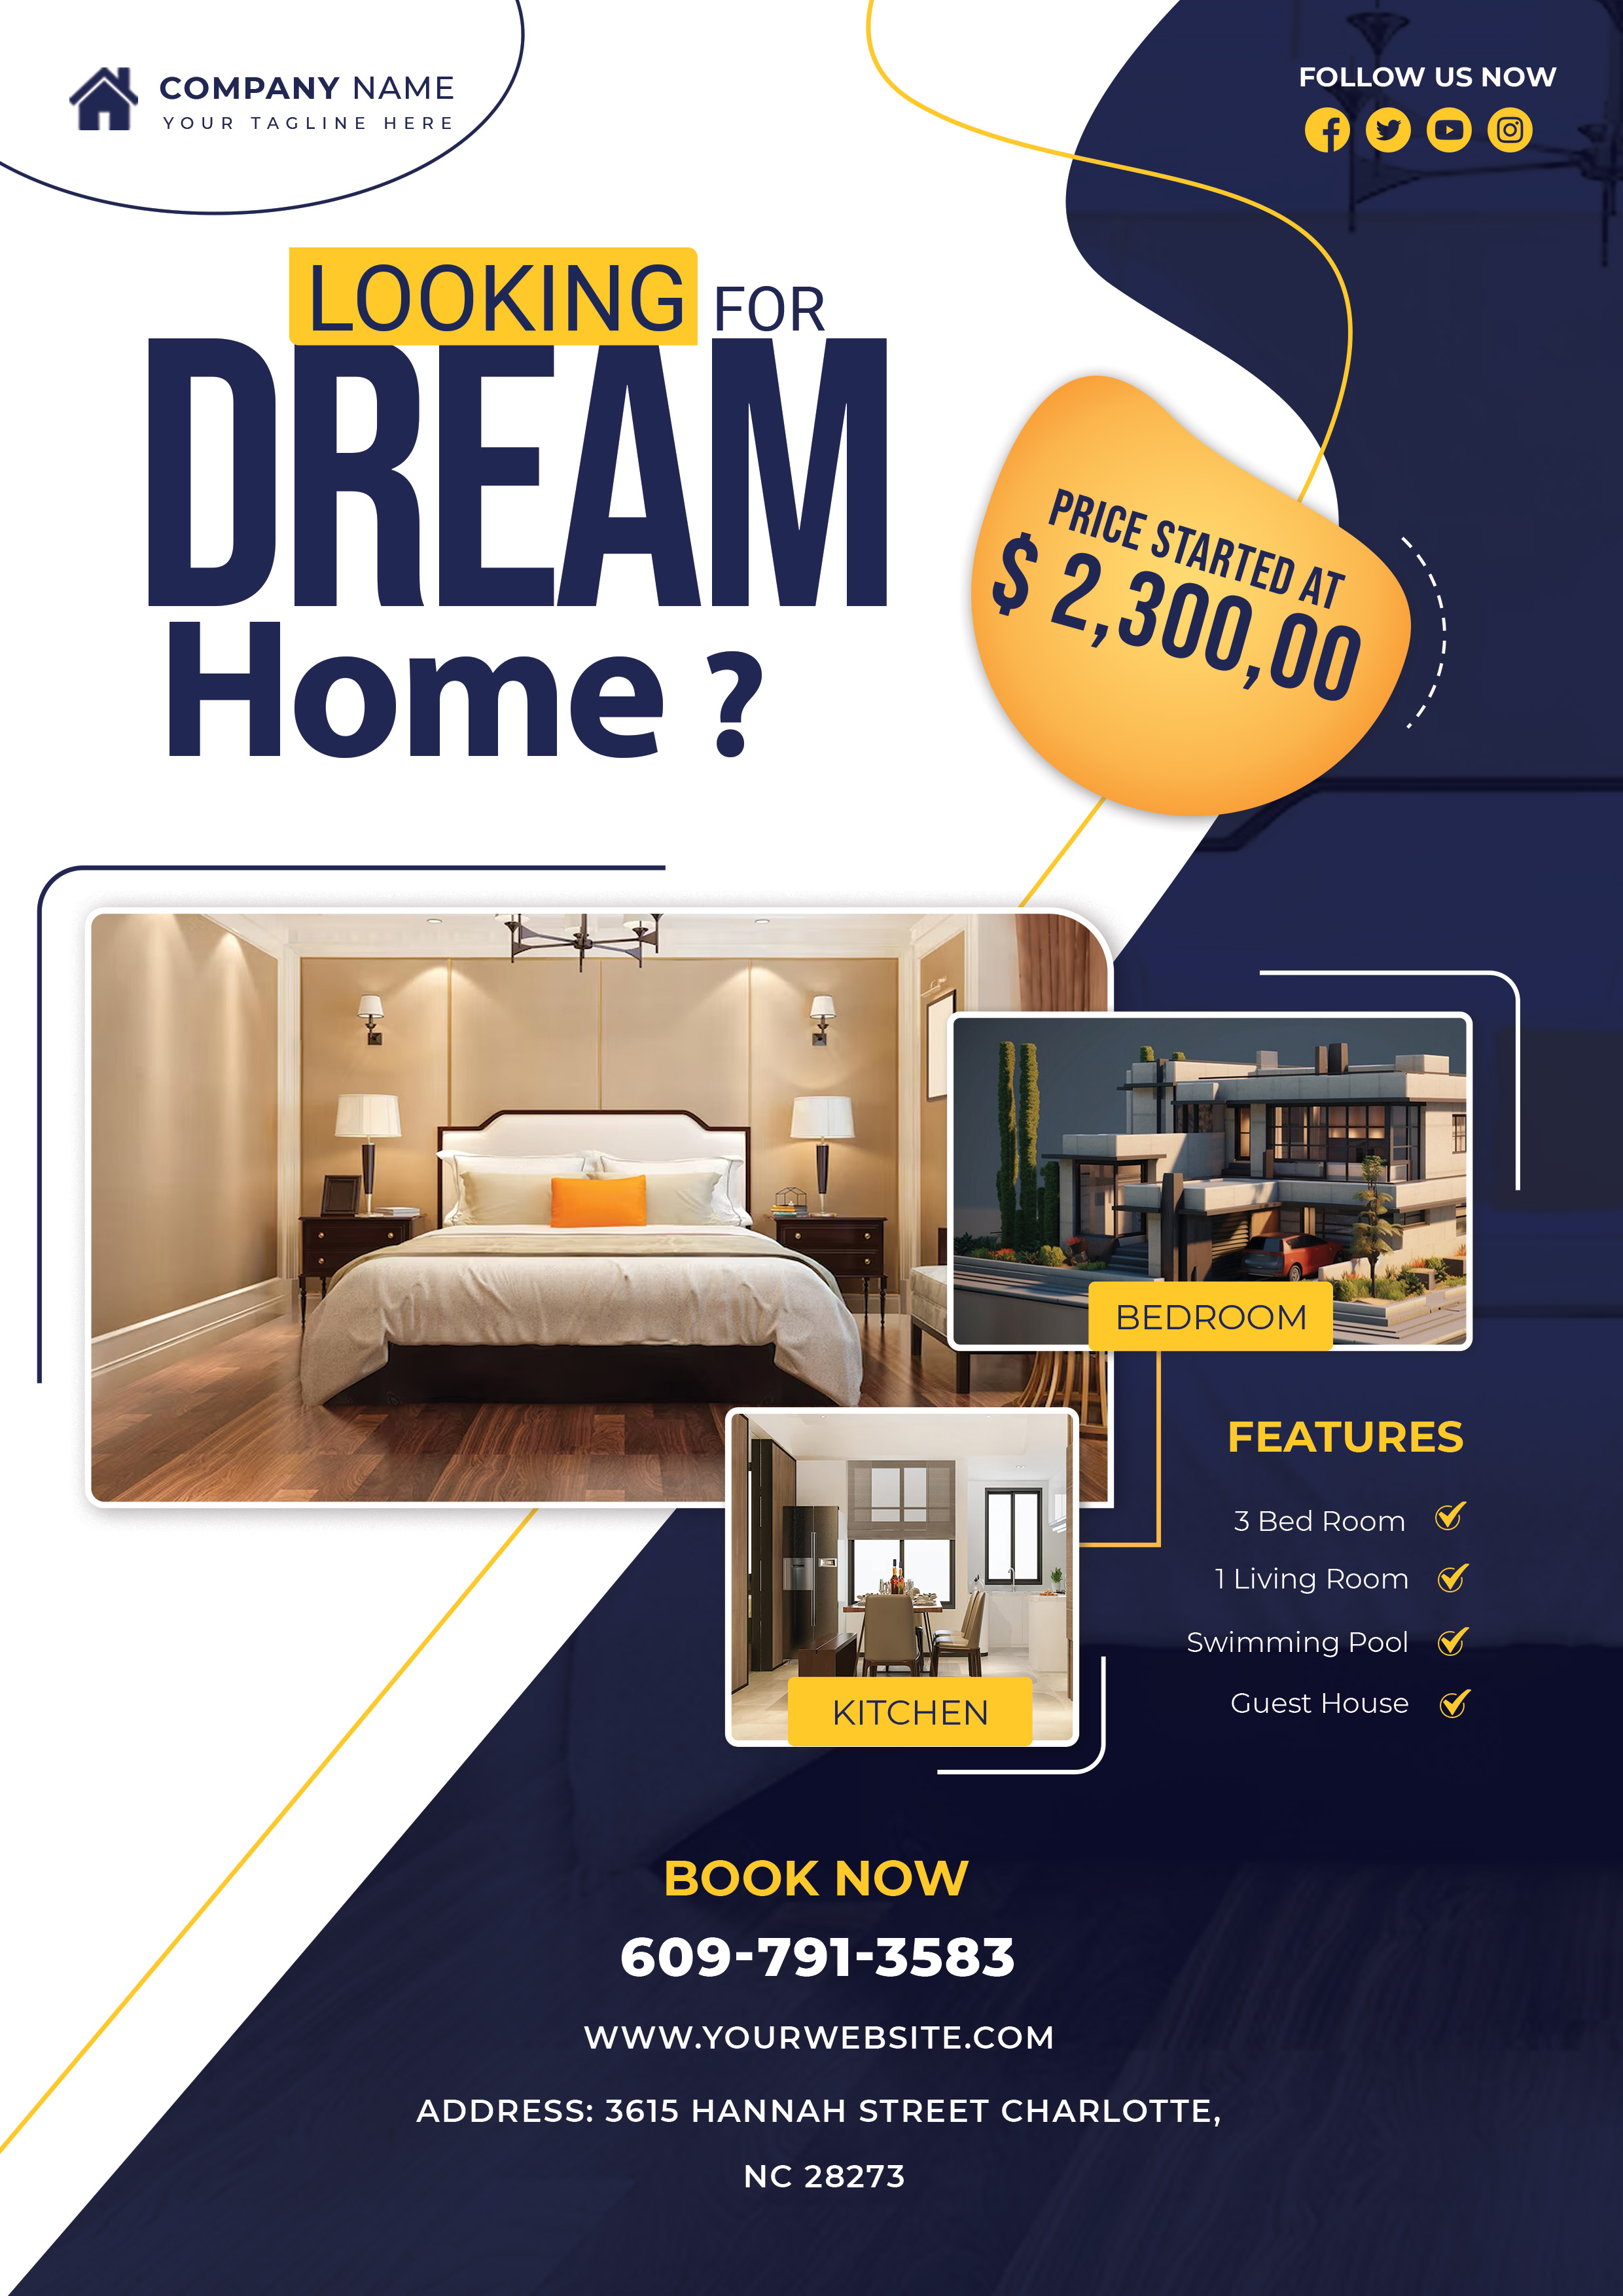 COMPANY NAME
YOUR TAGLINE HERE
FOLLOW US NOW
LOOKING FOR
DREAM
Home ?
PRICE STARTED AT
$ 2,300,00
BEDROOM
KITCHEN
FEATURES
3 Bed Room
1 Living Room
Swimming Pool
Guest House
BOOK NOW
609-791-3583
WWW.YOURWEBSITE.COM
ADDRESS: 3615 HANNAH STREET CHARLOTTE,
NC 28273